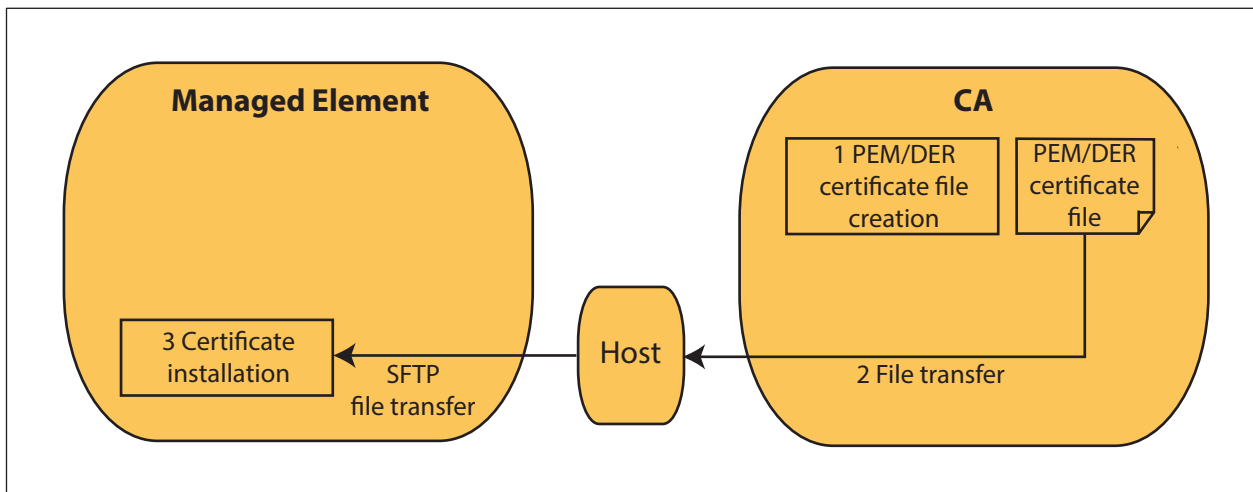 Managed Element
CA
1 PEM/DER
certificate file
creation
PEM/DER
certificate
file
3 Certificate
installation
SFTP
file transfer
Host
2 File transfer